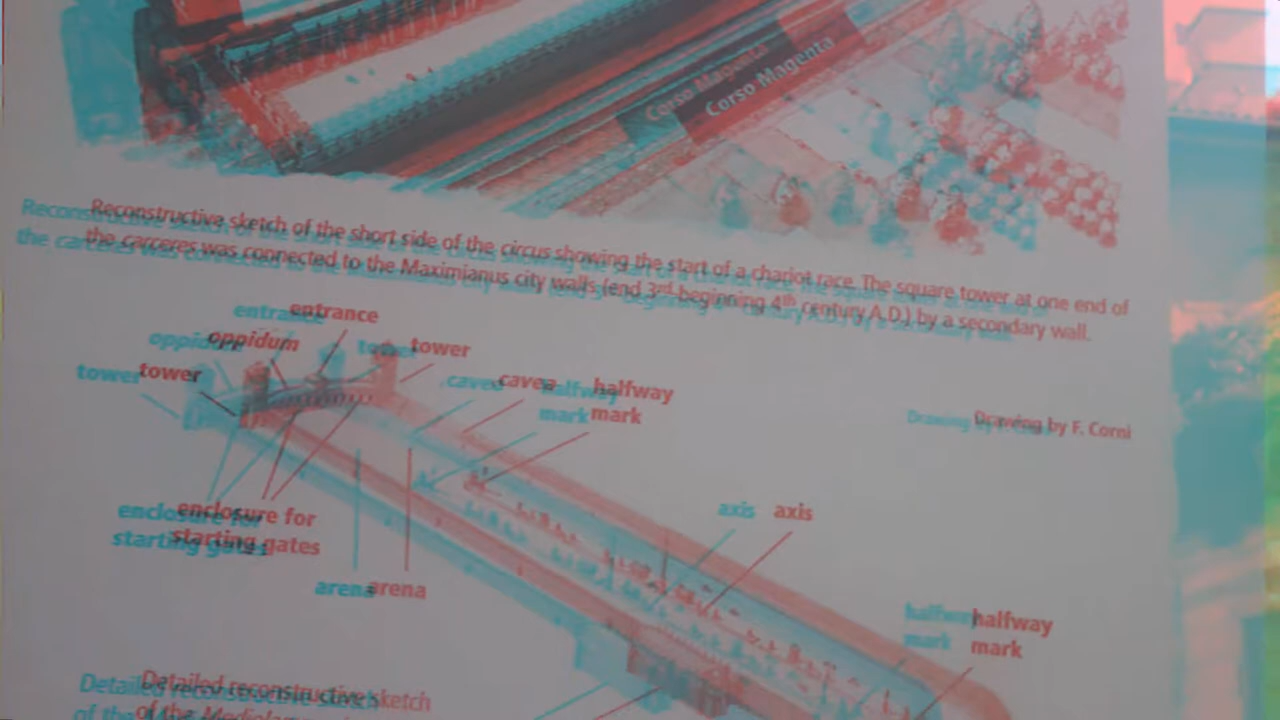 Corso Magenta
Reconstructive sketch of the short side of the circus showing the start of a chariot race. The square tower at one end of
the carceres was connected to the Maximianus city walls (end 3rd-beginning 4th century A.D.) by a secondary wall.
entrance
oppidum
tower
tower
cavea
halfway
mark
Drawing by F. Corni
enclosure for
starting gates
axis
arena
halfway
mark
Detailed reconstructive sketch
of the